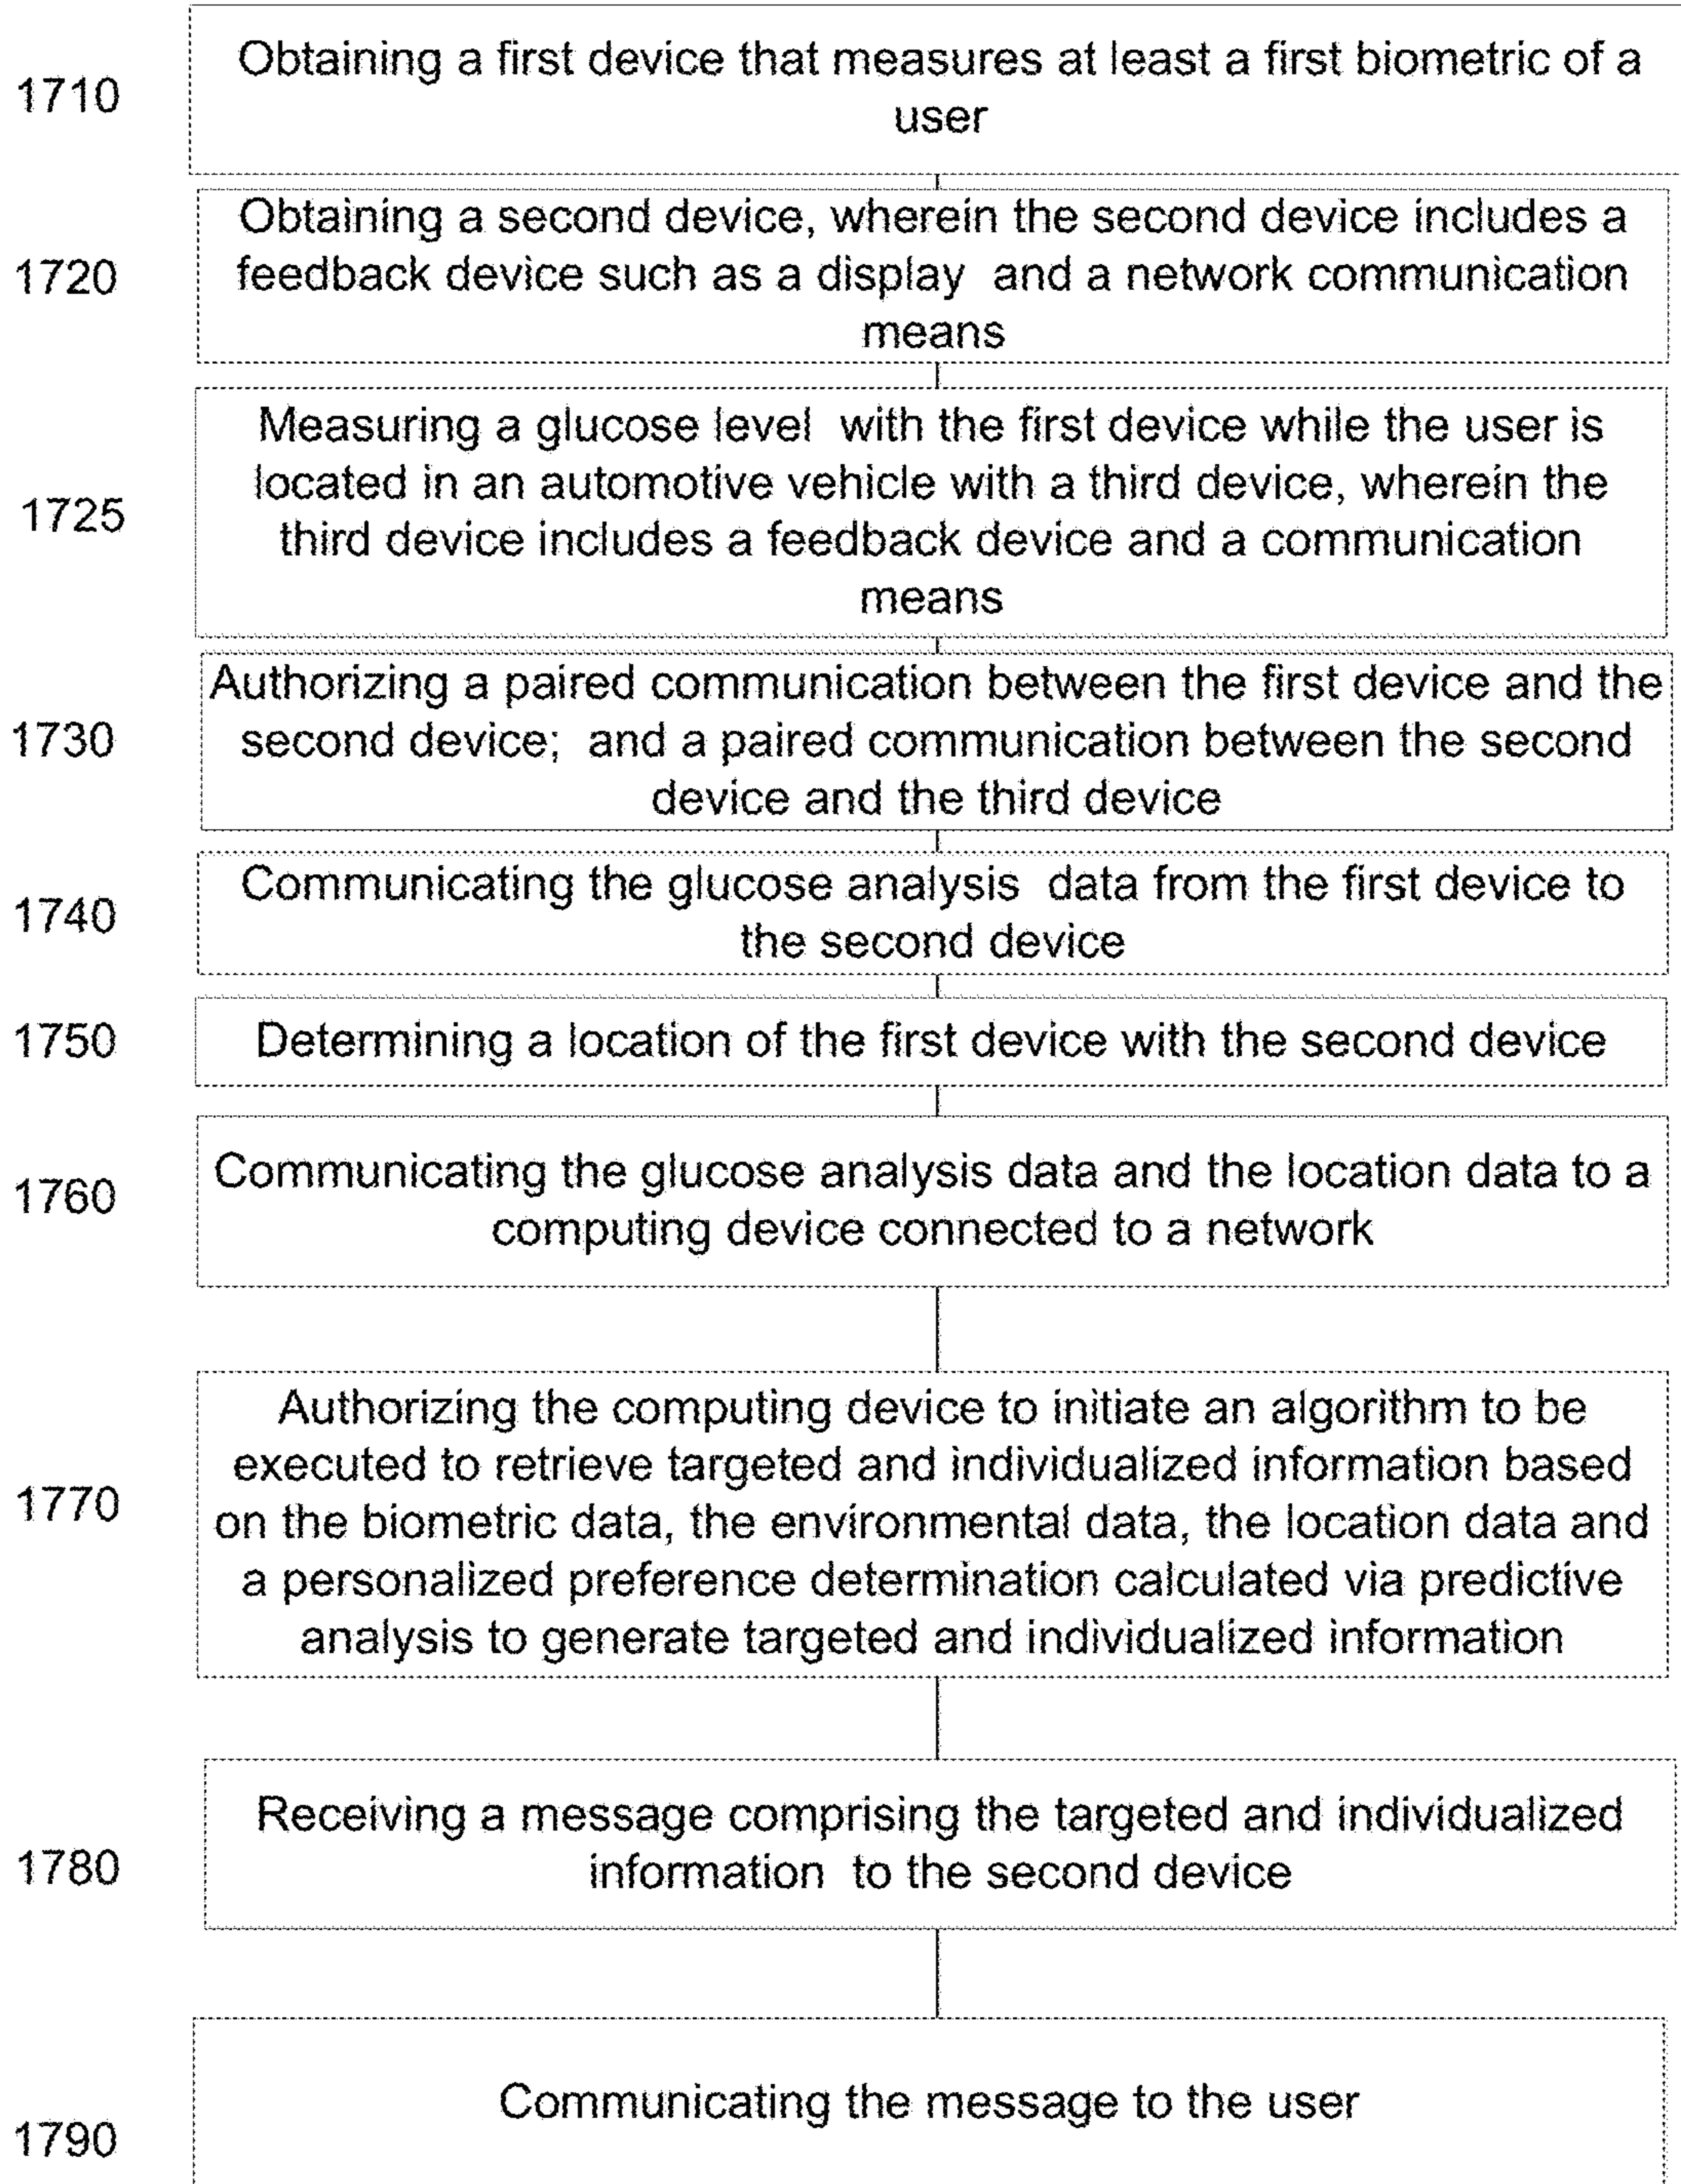 1710
Obtaining a first device that measures at least a first biometric of a
user
1720
Obtaining a second device, wherein the second device includes a
feedback device such as a display and a network communication
means
1725
Measuring a glucose level with the first device while the user is
located in an automotive vehicle with a third device, wherein the
third device includes a feedback device and a communication
means
1730
Authorizing a paired communication between the first device and the
second device; and a paired communication between the second
device and the third device
1740
Communicating the glucose analysis data from the first device to
the second device
1750
Determining a location of the first device with the second device
1760
Communicating the glucose analysis data and the location data to a
computing device connected to a network
1770
Authorizing the computing device to initiate an algorithm to be
executed to retrieve targeted and individualized information based
on the biometric data, the environmental data, the location data and
a personalized preference determination calculated via predictive
analysis to generate targeted and individualized information
1780
Receiving a message comprising the targeted and individualized
information to the second device
1790
Communicating the message to the user